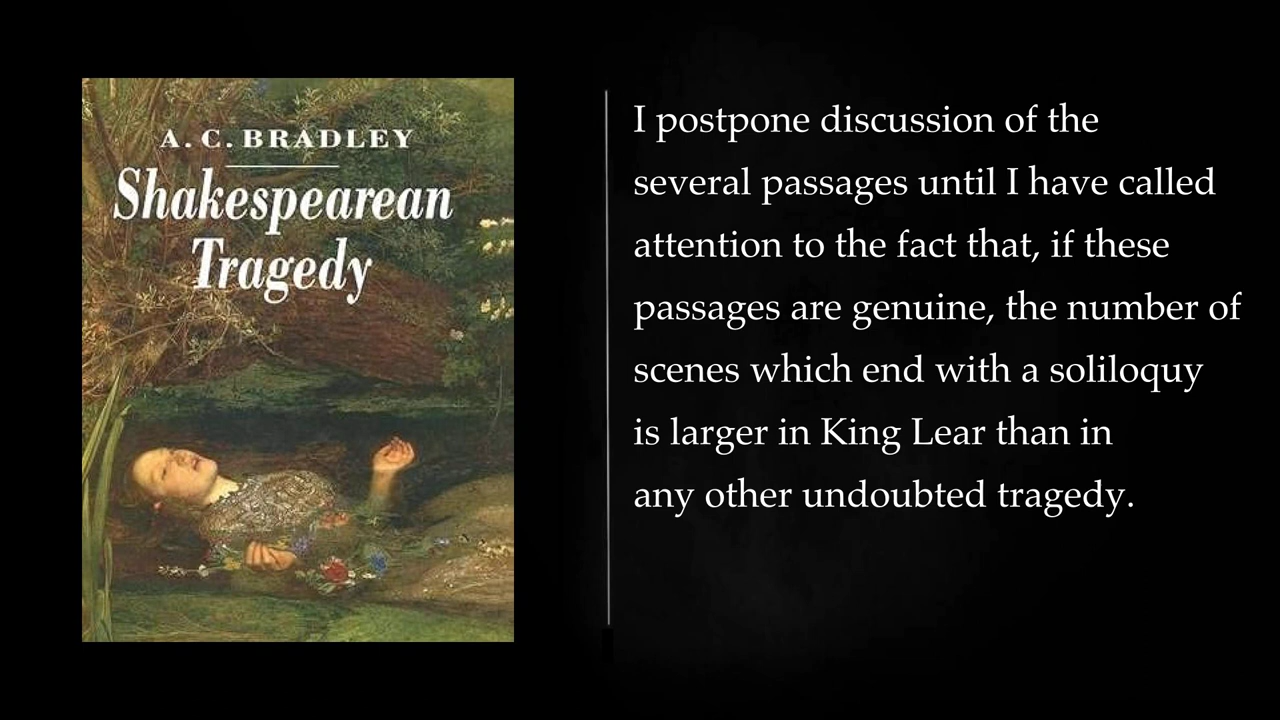 A. C. BRADLEY
Shakespearean
Tragedy
I postpone discussion of the
several passages until I have called
attention to the fact that, if these
passages are genuine, the number of
scenes which end with a soliloquy
is larger in King Lear than in
any other undoubted tragedy.